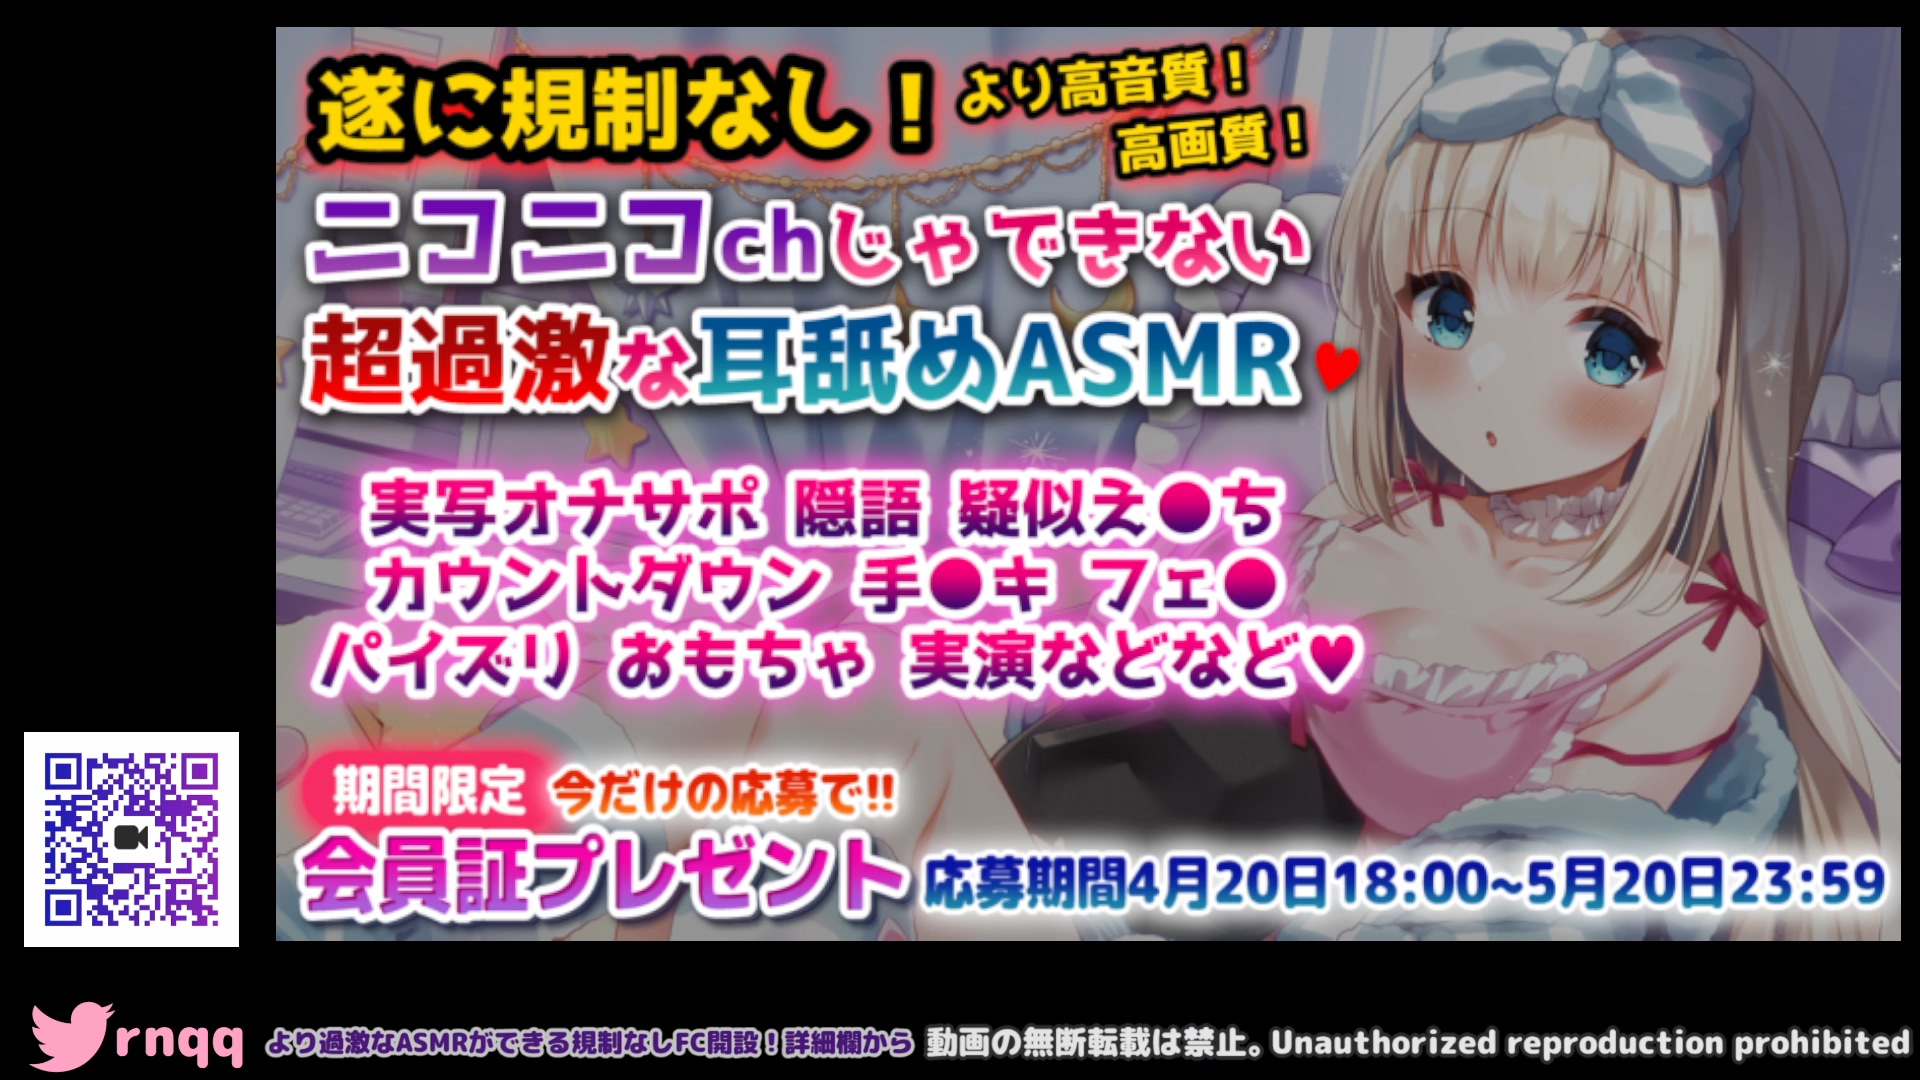 遂に規制なし！
より高音質！
高画質！
ニコニコchじゃできない
超過激な耳舐めASMR♥
実写オナサポ 隠語 疑似え●ち
カウントダウン 手●キ フェ●
パイズリ おもちゃ 実演などなど♥
期間限定 今だけの応募で!!
会員証プレゼント 応募期間4月20日18:00~5月20日23:59
rnqq より過激なASMRができる規制なしFC開設！詳細欄から 動画の無断転載は禁止。Unauthorized reproduction prohibited